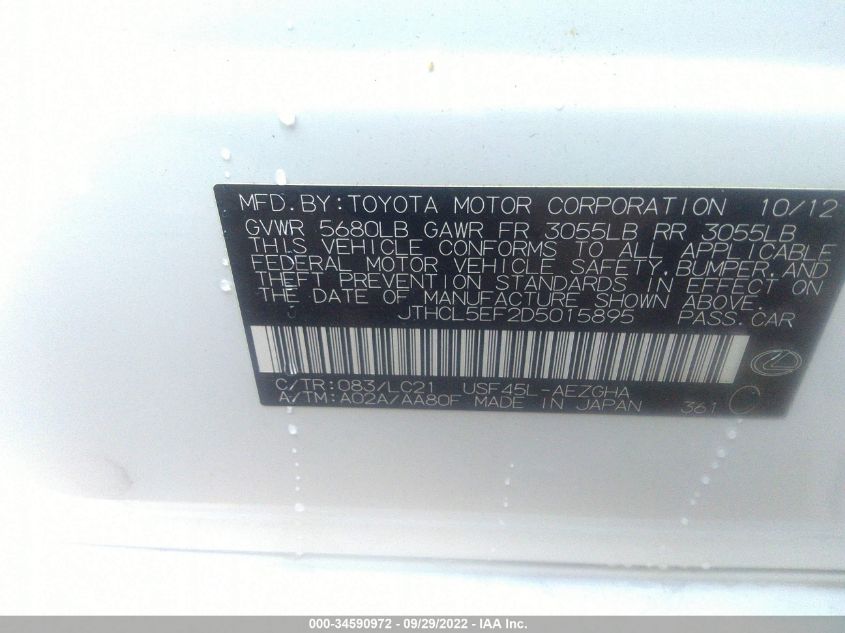 MFD. BY: TOYOTA MOTOR CORPORATION 10/12
GVWR 5680LB GAWR FR 3055LB RR 3055LB
THIS VEHICLE CONFORMS TO ALL APPLICABLE
FEDERAL MOTOR VEHICLE SAFETY, BUMPER, AND
THEFT PREVENTION STANDARDS IN EFFECT ON
THE DATE OF MANUFACTURE SHOWN ABOVE.
JTHCL5EF2D5015895 PASS. CAR
C/TR: 083/LC21 USF45L-AEZGHA
A/TM: A02A/AA80F MADE IN JAPAN 361 C
000-34590972 - 09/29/2022 - IAA Inc.